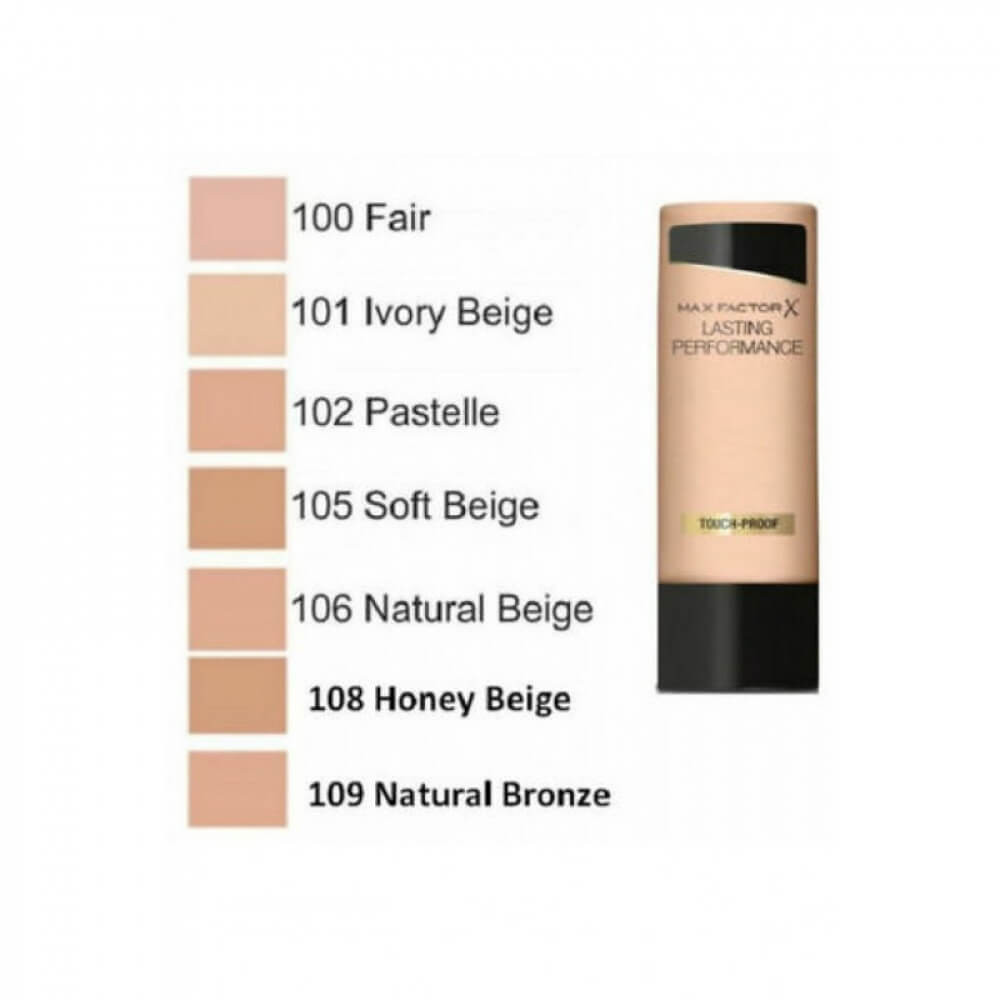 100 Fair
101 Ivory Beige
102 Pastelle
105 Soft Beige
106 Natural Beige
108 Honey Beige
109 Natural Bronze
MAX FACTOR X
LASTING
PERFORMANCE
TOUCH-PROOF